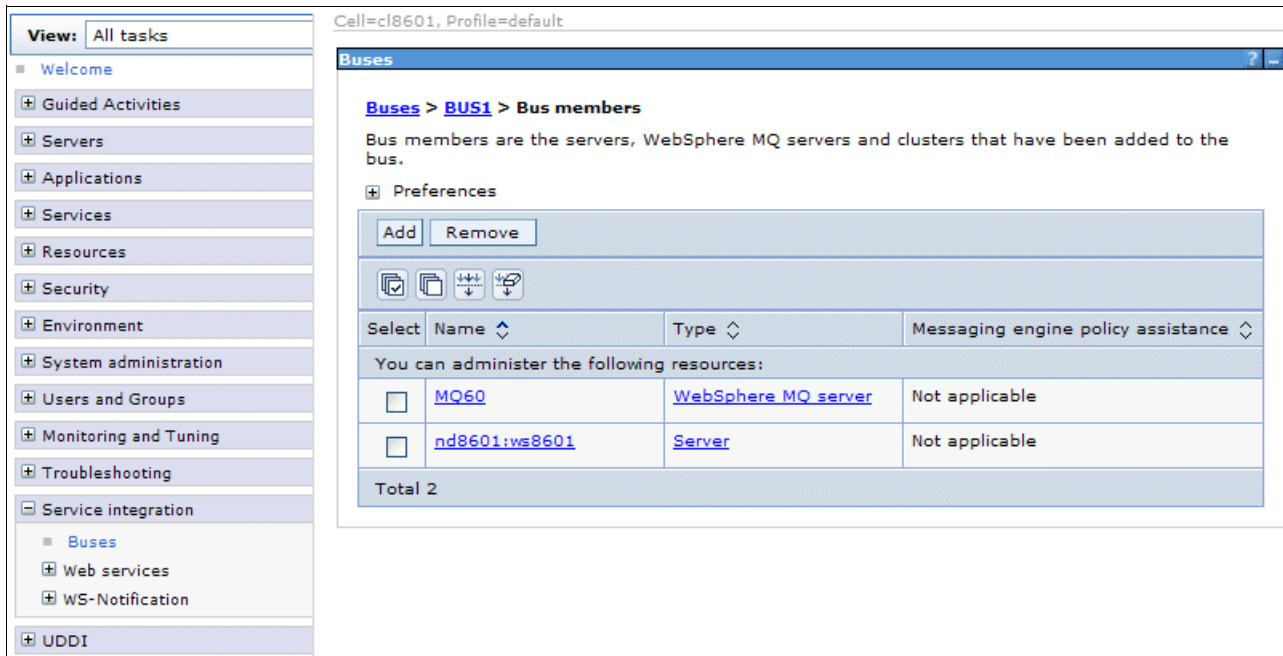 Cell=cl8601, Profile=default
View: All tasks
Welcome
Guided Activities
Servers
Applications
Services
Resources
Security
Environment
System administration
Users and Groups
Monitoring and Tuning
Troubleshooting
Service integration
Buses
Web services
WS-Notification
UDDI
Buses ? -
Buses > BUS1 > Bus members
Bus members are the servers, WebSphere MQ servers and clusters that have been added to the
bus.
Preferences
Add Remove
Select Name Type Messaging engine policy assistance
You can administer the following resources:
MQ60 WebSphere MQ server Not applicable
nd8601:ws8601 Server Not applicable
Total 2